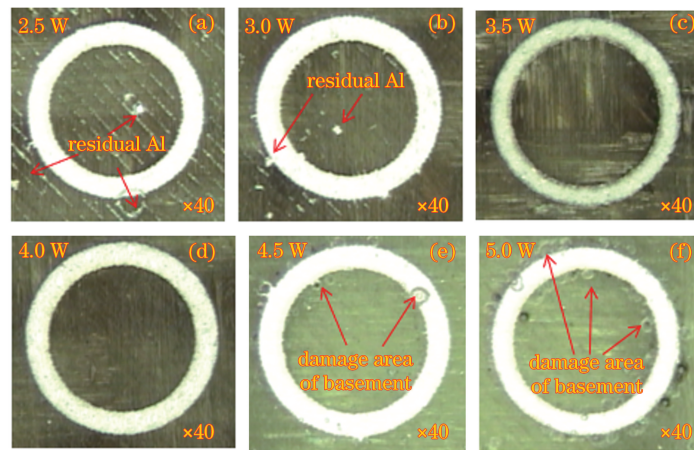 2.5 W (a)
residual Al
×40
3.0 W (b)
residual Al
×40
3.5 W (c)
×40
4.0 W (d)
×40
4.5 W (e)
damage area
of basement
×40
5.0 W (f)
damage area
of basement
×40